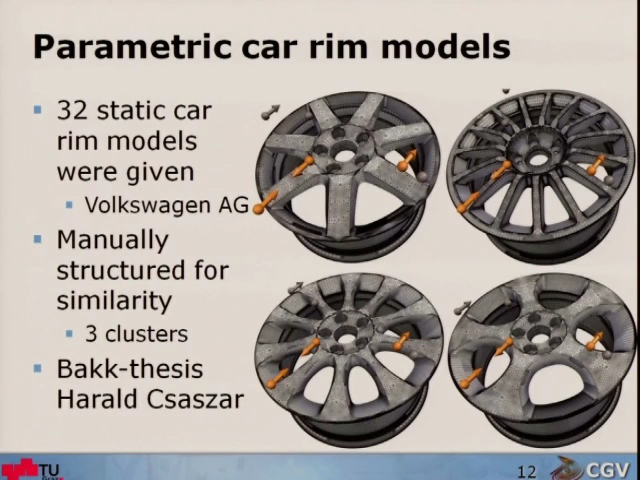 Parametric car rim models
32 static car
rim models
were given
Volkswagen AG
Manually
structured for
similarity
3 clusters
Bakk-thesis
Harald Csaszar
TU
Graz
12
CGV